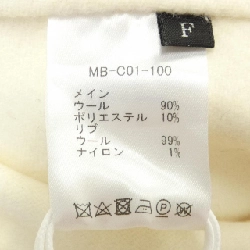 F
MB-C01-100
メイン
ウール 90%
ポリエステル 10%
リブ
ウール 99%
ナイロン 1%